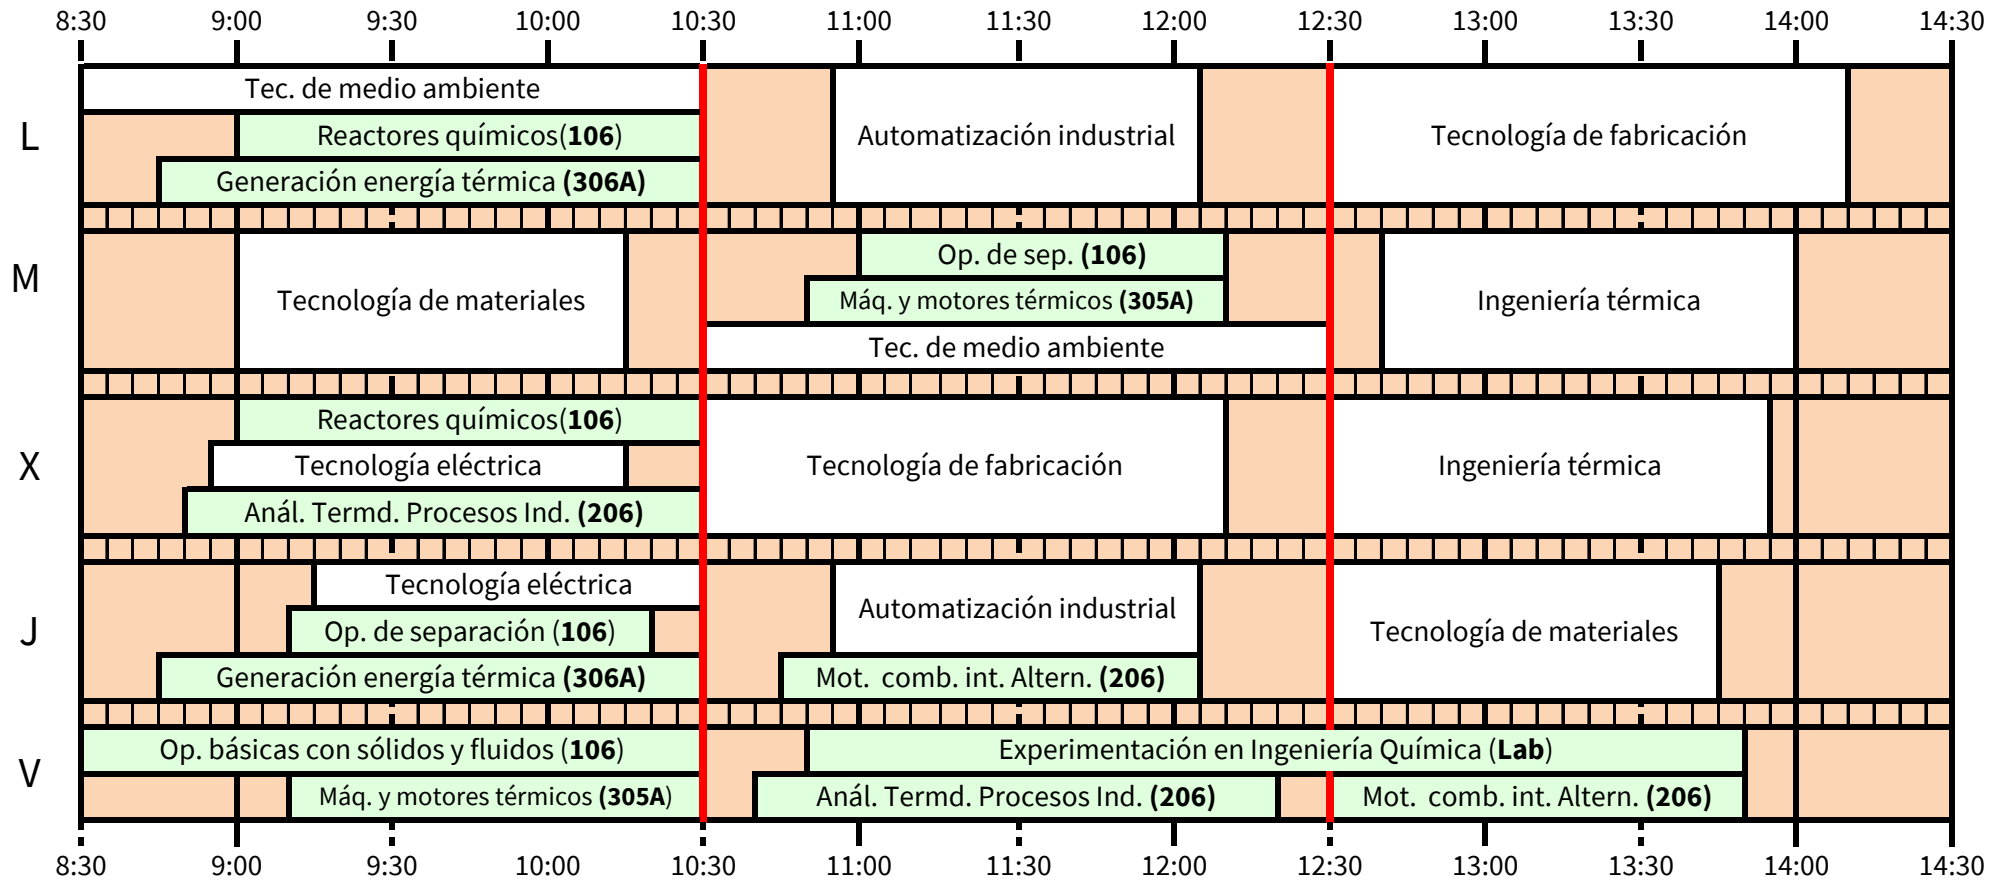 8:30 9:00 9:30 10:00 10:30 11:00 11:30 12:00 12:30 13:00 13:30 14:00 14:30
L
Tec. de medio ambiente
Reactores químicos(106)
Generación energía térmica (306A)
Automatización industrial
Tecnología de fabricación
M
Tecnología de materiales
Op. de sep. (106)
Máq. y motores térmicos (305A)
Tec. de medio ambiente
Ingeniería térmica
X
Reactores químicos(106)
Tecnología eléctrica
Anál. Termd. Procesos Ind. (206)
Tecnología de fabricación
Ingeniería térmica
J
Tecnología eléctrica
Op. de separación (106)
Generación energía térmica (306A)
Automatización industrial
Mot. comb. int. Altern. (206)
Tecnología de materiales
V
Op. básicas con sólidos y fluidos (106)
Máq. y motores térmicos (305A)
Experimentación en Ingeniería Química (Lab)
Anál. Termd. Procesos Ind. (206)
Mot. comb. int. Altern. (206)
8:30 9:00 9:30 10:00 10:30 11:00 11:30 12:00 12:30 13:00 13:30 14:00 14:30